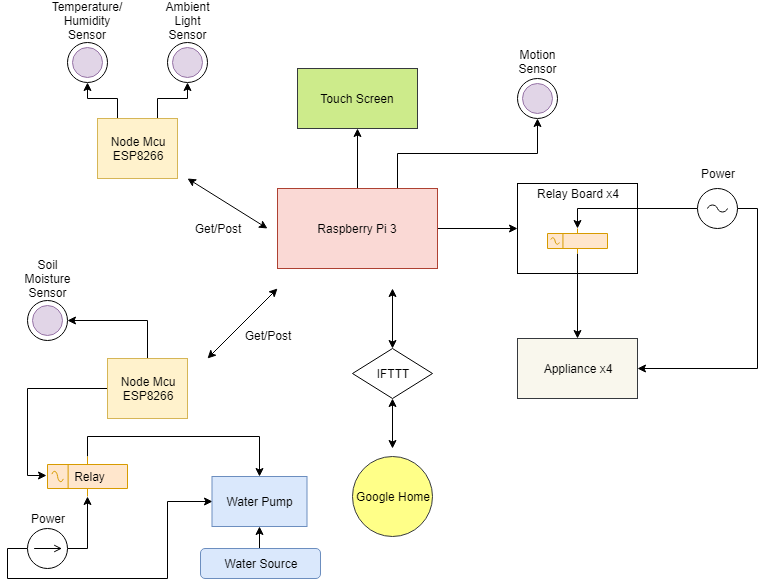 Temperature/
Humidity
Sensor
Ambient
Light
Sensor
Motion
Sensor
Touch Screen
Node Mcu
ESP8266
Power
Relay Board x4
Get/Post
Raspberry Pi 3
Soil
Moisture
Sensor
Get/Post
Node Mcu
ESP8266
IFTTT
Appliance x4
Relay
Google Home
Water Pump
Power
Water Source